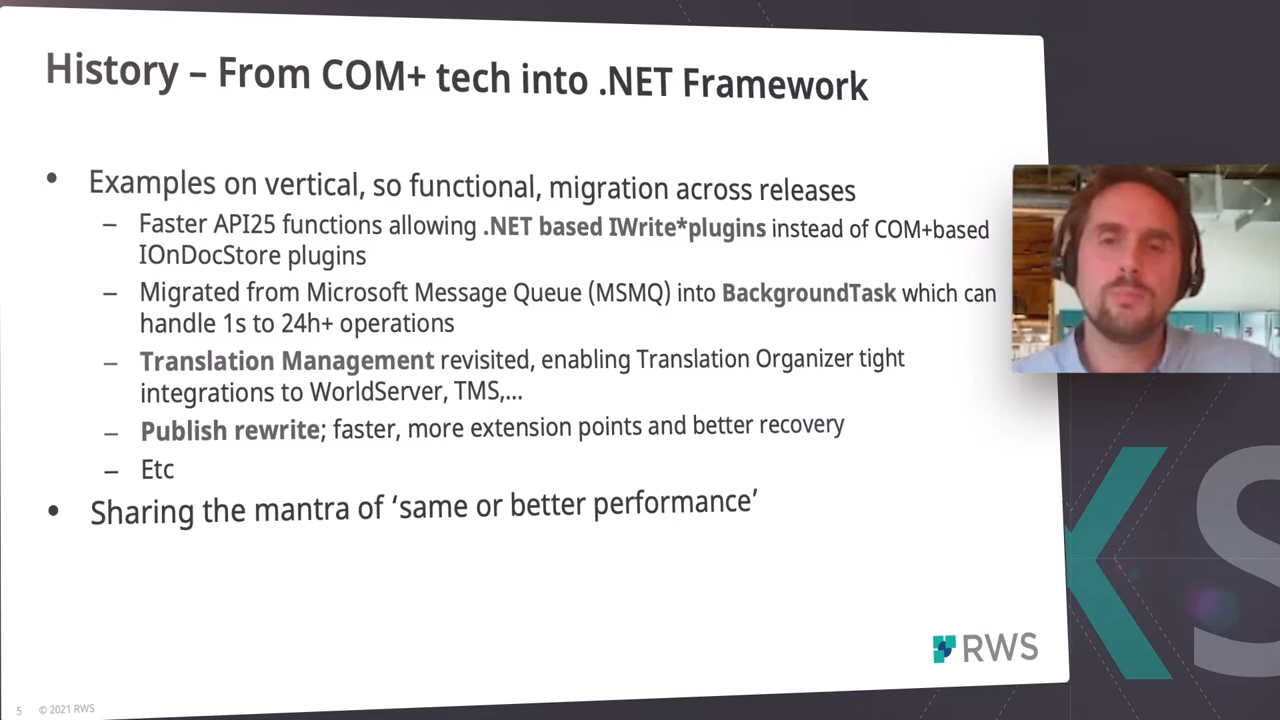 History – From COM+ tech into .NET Framework
• Examples on vertical, so functional, migration across releases
– Faster API25 functions allowing .NET based IWrite*plugins instead of COM+based
IOnDocStore plugins
– Migrated from Microsoft Message Queue (MSMQ) into BackgroundTask which can
handle 1s to 24h+ operations
– Translation Management revisited, enabling Translation Organizer tight
integrations to WorldServer, TMS,...
– Publish rewrite; faster, more extension points and better recovery
– Etc
• Sharing the mantra of ‘same or better performance’
RWS
5 © 2021 RWS